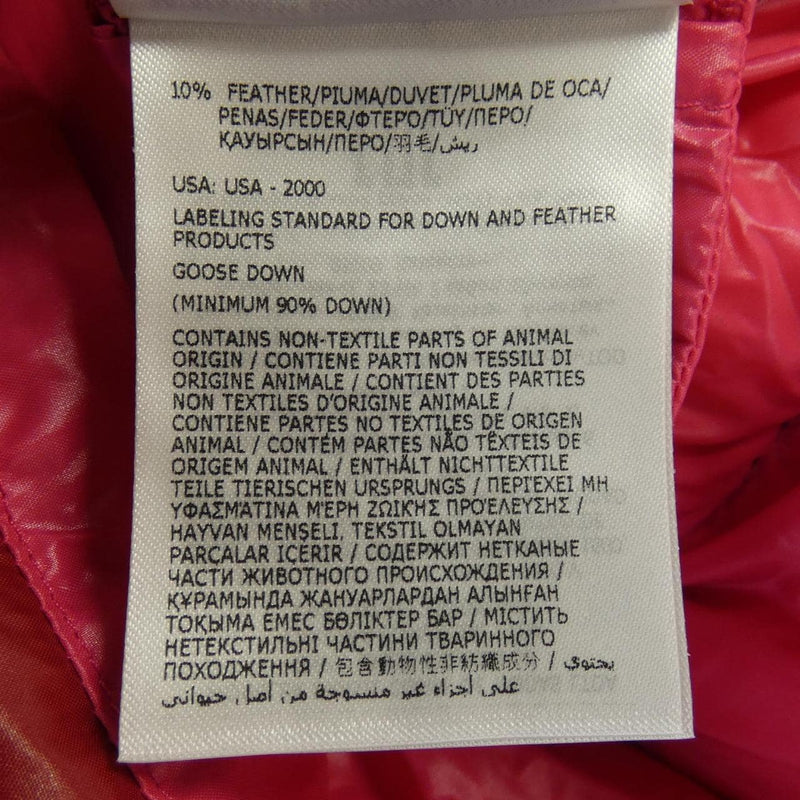 10% FEATHER/PIUMA/DUVET/PLUMA DE OCA/
PENAS/FEDER/ΦΤΕΡΟ/TÜY/ПЕРО/
ҚАУЫРСЫН/ПЕРО/羽毛/ريش
USA: USA - 2000
LABELING STANDARD FOR DOWN AND FEATHER
PRODUCTS
GOOSE DOWN
(MINIMUM 90% DOWN)
CONTAINS NON-TEXTILE PARTS OF ANIMAL
ORIGIN / CONTIENE PARTI NON TESSILI DI
ORIGINE ANIMALE / CONTIENT DES PARTIES
NON TEXTILES D'ORIGINE ANIMALE /
CONTIENE PARTES NO TEXTILES DE ORIGEN
ANIMAL / CONTÉM PARTES NÃO TÊXTEIS DE
ORIGEM ANIMAL / ENTHÄLT NICHTTEXTILE
TEILE TIERISCHEN URSPRUNGS / ΠΕΡΙΈΧΕΙ ΜΗ
ΥΦΑΣΜΆΤΙΝΑ ΜΈΡΗ ΖΩΙΚΉΣ ΠΡΟΈΛΕΥΣΗΣ /
HAYVAN MENŞELİ, TEKSTIL OLMAYAN
PARÇALAR IÇERIR / СОДЕРЖИТ НЕТКАНЫЕ
ЧАСТИ ЖИВОТНОГО ПРОИСХОЖДЕНИЯ /
ҚҰРАМЫНДА ЖАНУАРЛАРДАН АЛЫНҒАН
ТОҚЫМА ЕМЕС БӨЛІКТЕР БАР / МІСТИТЬ
НЕТЕКСТИЛЬНІ ЧАСТИНИ ТВАРИННОГО
ПОХОДЖЕННЯ / 包含動物性非紡織成分 / يحتوي
على أجزاء غير منسوجة من أصل حيواني